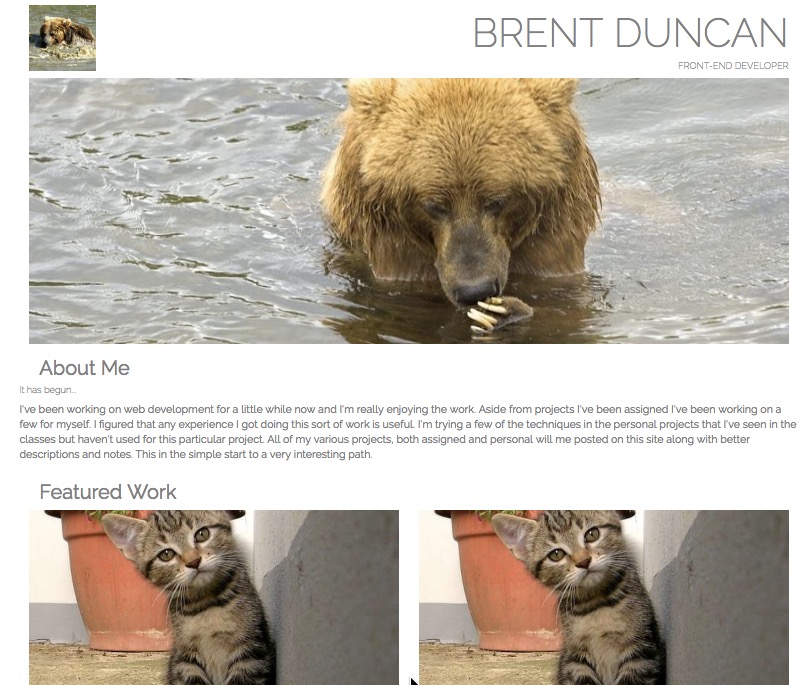 BRENT DUNCAN
FRONT-END DEVELOPER
About Me
It has begun...
I've been working on web development for a little while now and I'm really enjoying the work. Aside from projects I've been assigned I've been working on a
few for myself. I figured that any experience I got doing this sort of work is useful. I'm trying a few of the techniques in the personal projects that I've seen in the
classes but haven't used for this particular project. All of my various projects, both assigned and personal will me posted on this site along with better
descriptions and notes. This in the simple start to a very interesting path.
Featured Work